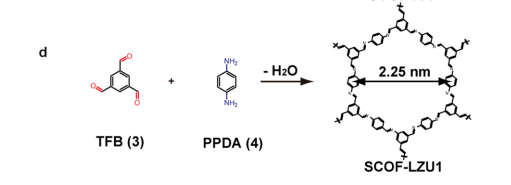 d
O
O
O
+
NH₂
NH₂
- H₂O
2.25 nm
TFB (3)
PPDA (4)
SCOF-LZU1